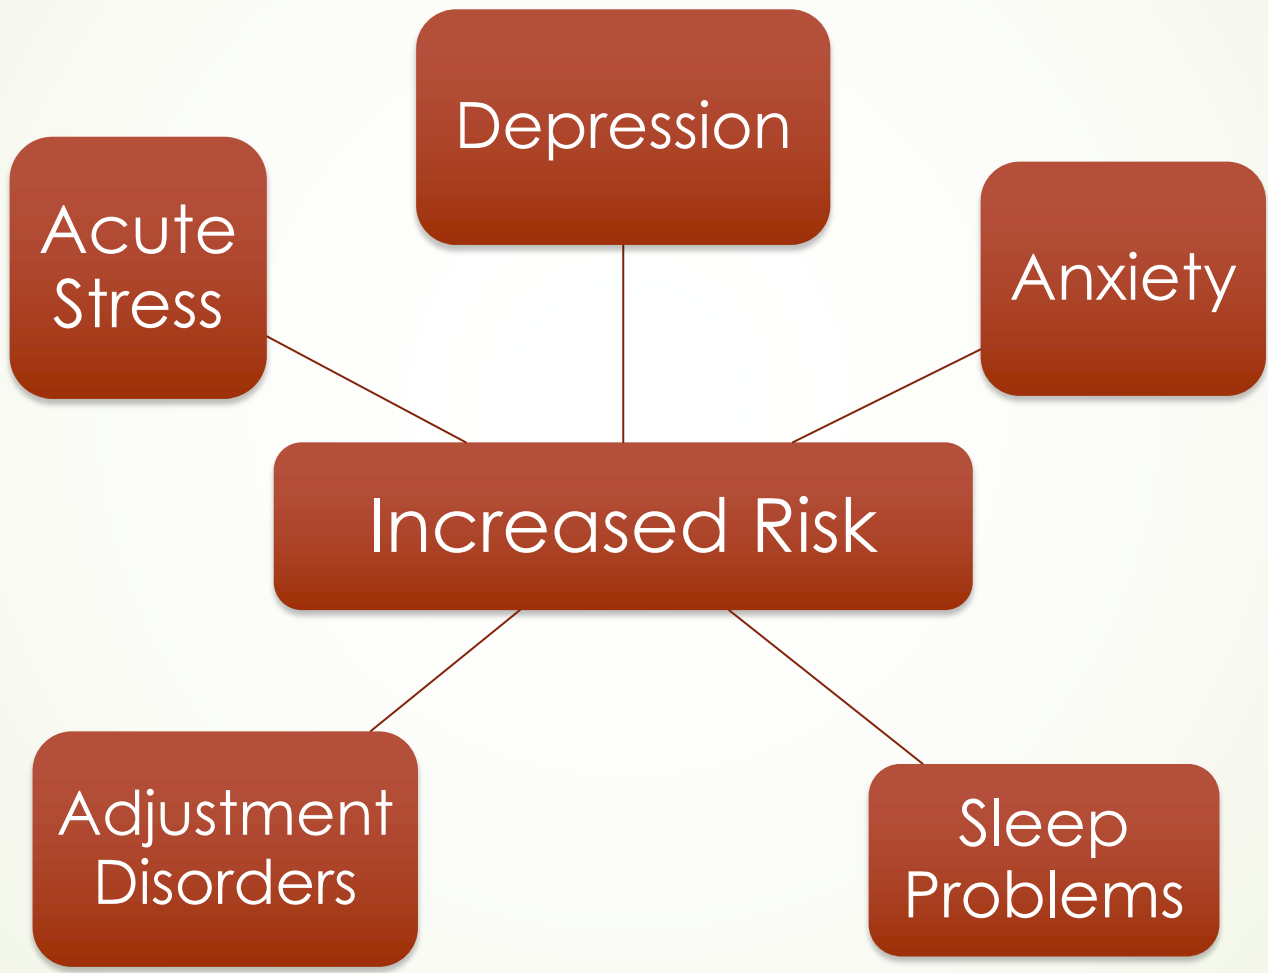 Depression
Acute
Stress
Anxiety
Increased Risk
Adjustment
Disorders
Sleep
Problems